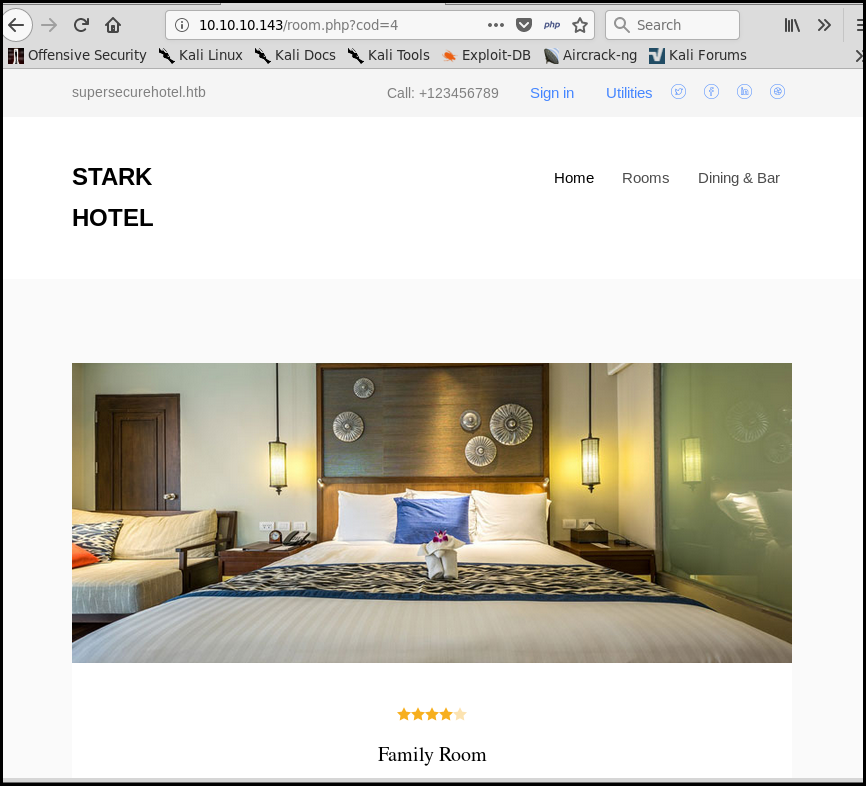 10.10.10.143/room.php?cod=4 php Search
Offensive Security Kali Linux Kali Docs Kali Tools Exploit-DB Aircrack-ng Kali Forums
supersecurehotel.htb Call: +123456789 Sign in Utilities
STARK
HOTEL
Home Rooms Dining & Bar
Family Room